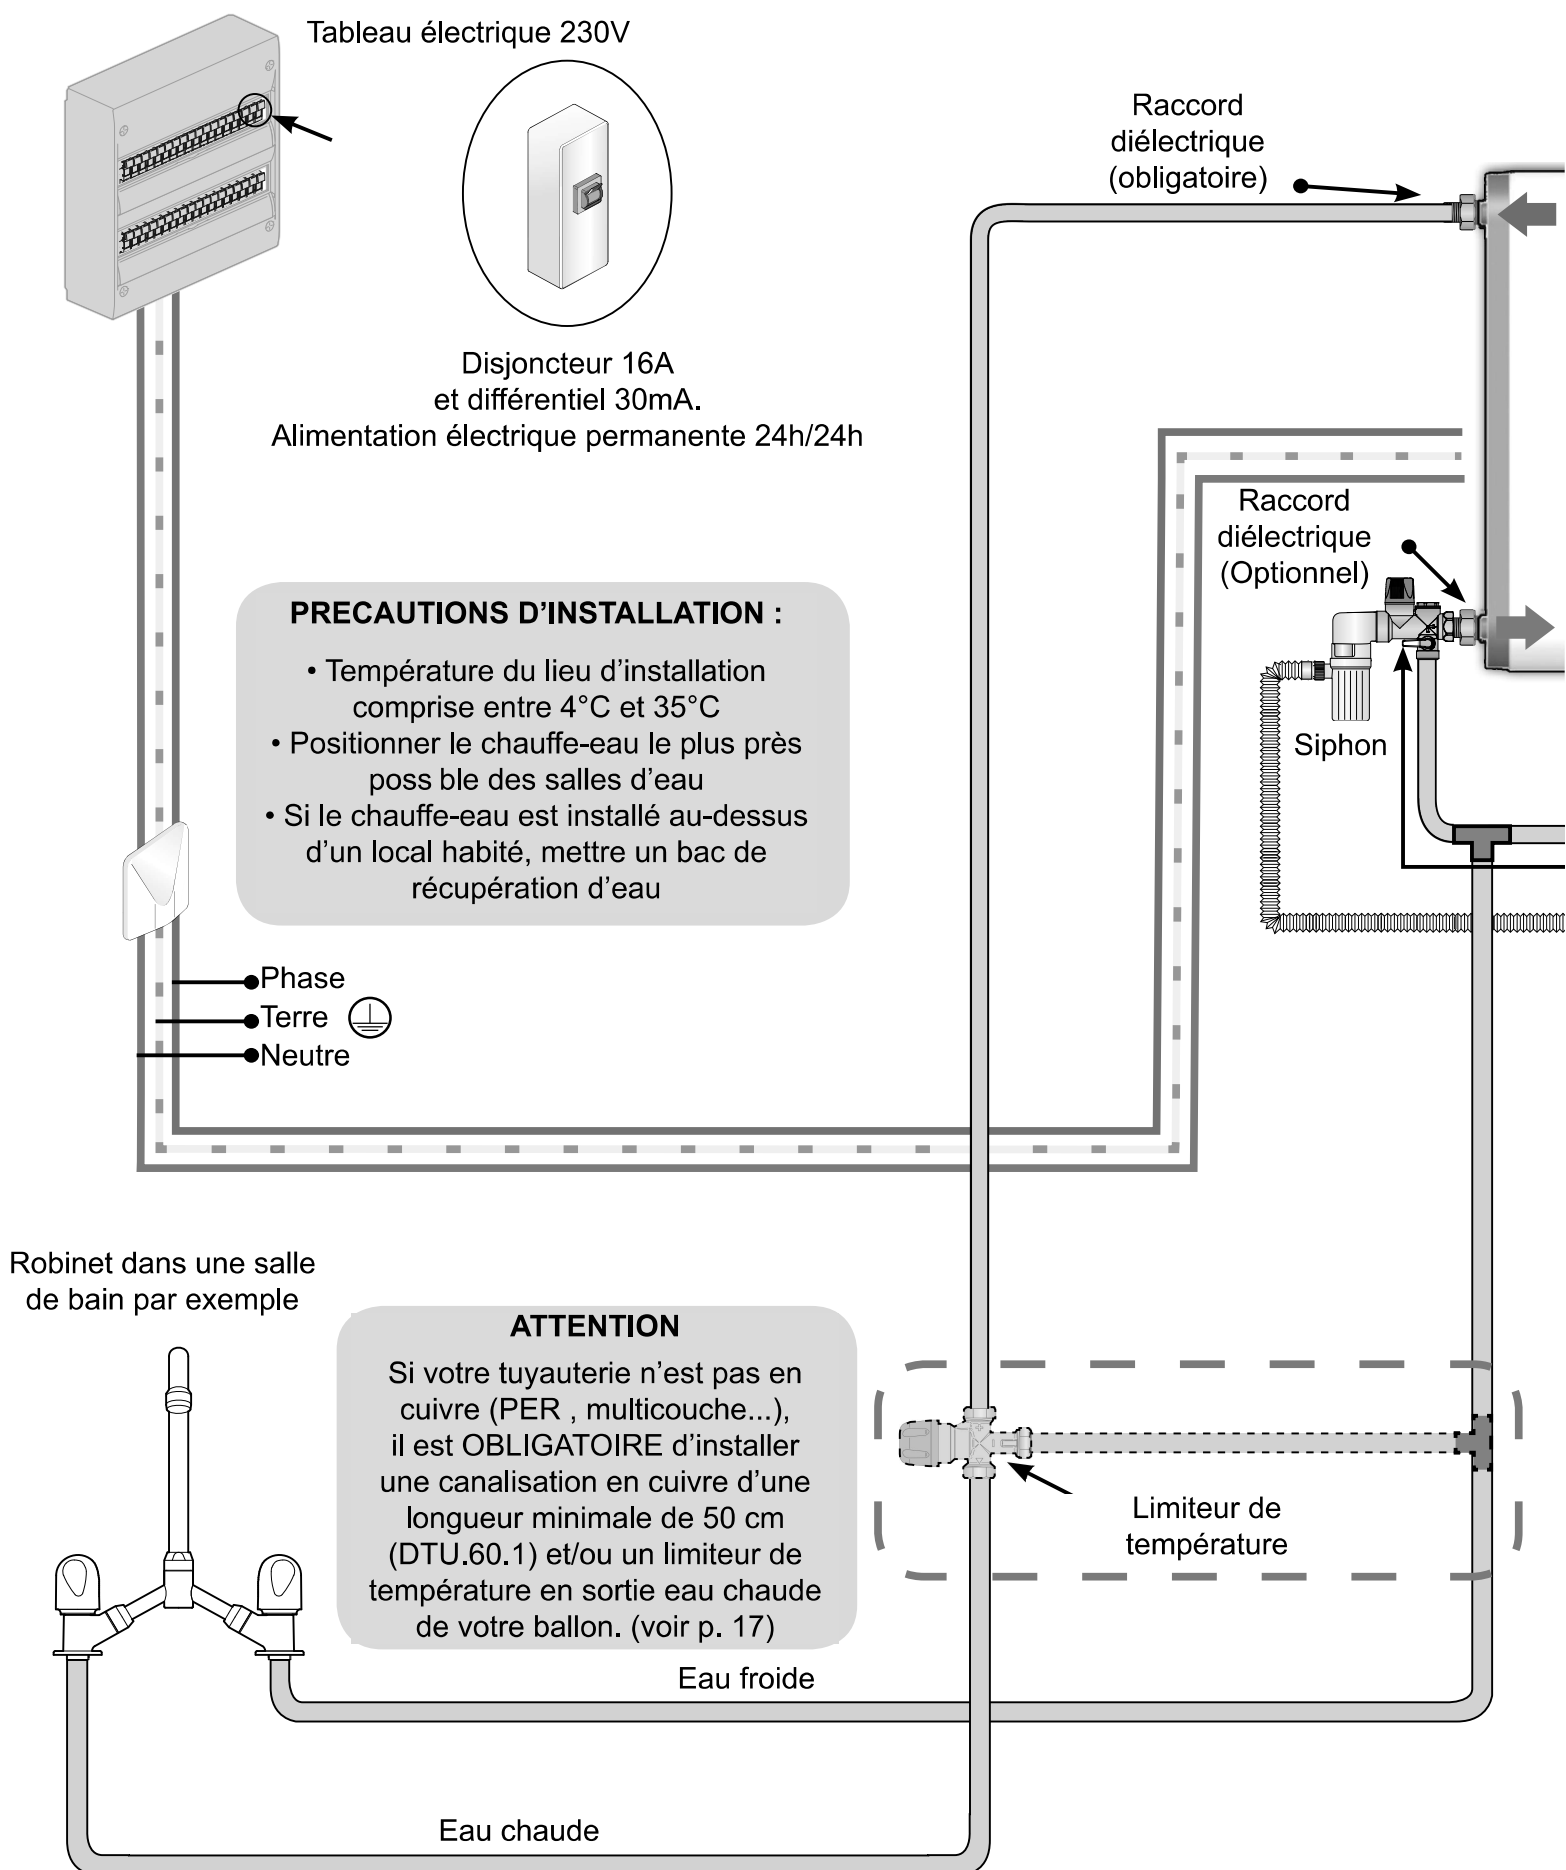 Tableau électrique 230V
Raccord
diélectrique
(obligatoire)
Disjoncteur 16A
et différentiel 30mA.
Alimentation électrique permanente 24h/24h
Raccord
diélectrique
(Optionnel)
PRECAUTIONS D’INSTALLATION :
• Température du lieu d’installation
comprise entre 4°C et 35°C
• Positionner le chauffe-eau le plus près
poss ble des salles d’eau
• Si le chauffe-eau est installé au-dessus
d’un local habité, mettre un bac de
récupération d’eau
Siphon
Phase
Terre
Neutre
Robinet dans une salle
de bain par exemple
ATTENTION
Si votre tuyauterie n’est pas en
cuivre (PER , multicouche...),
il est OBLIGATOIRE d’installer
une canalisation en cuivre d’une
longueur minimale de 50 cm
(DTU.60.1) et/ou un limiteur de
température en sortie eau chaude
de votre ballon. (voir p. 17)
Limiteur de
température
Eau froide
Eau chaude